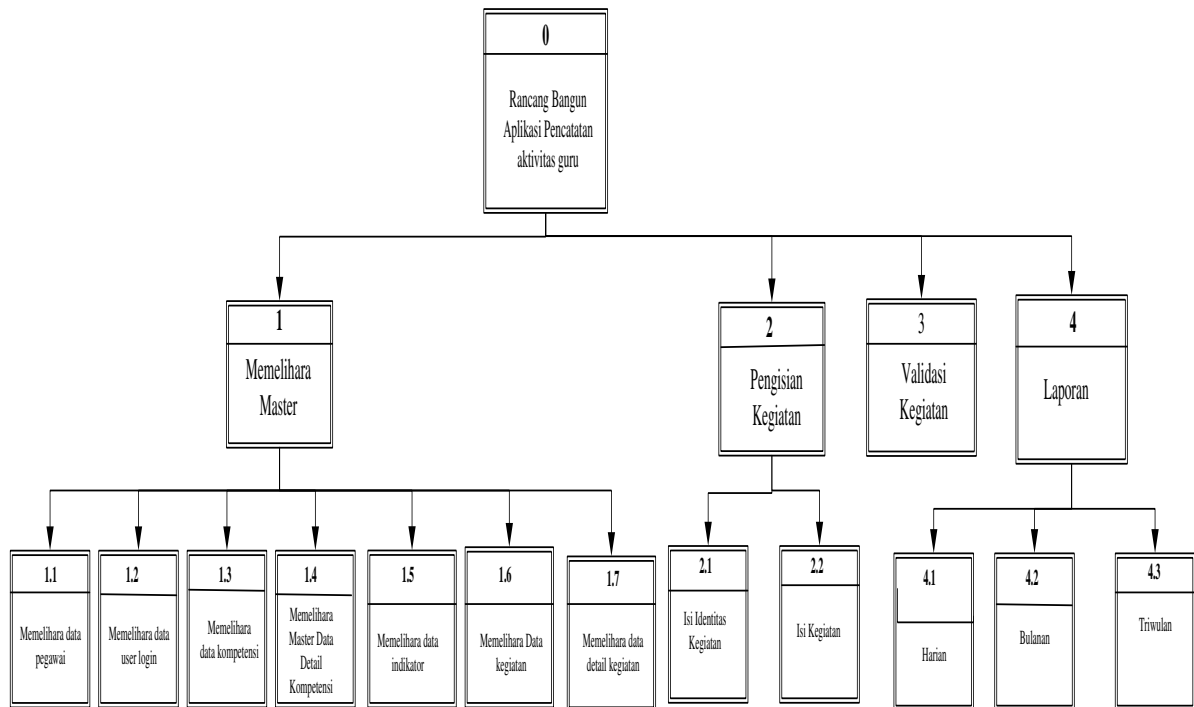 0
Rancang Bangun
Aplikasi Pencatatan
aktivitas guru
1
Memelihara
Master
2
Pengisian
Kegiatan
3
Validasi
Kegiatan
4
Laporan
1.1
Memelihara data
pegawai
1.2
Memelihara data
user login
1.3
Memelihara
data kompetensi
1.4
Memelihara
Master Data
Detail
Kompetensi
1.5
Memelihara data
indikator
1.6
Memelihara Data
kegiatan
1.7
Memelihara data
detail kegiatan
2.1
Isi Identitas
Kegiatan
2.2
Isi Kegiatan
4.1
Harian
4.2
Bulanan
4.3
Triwulan